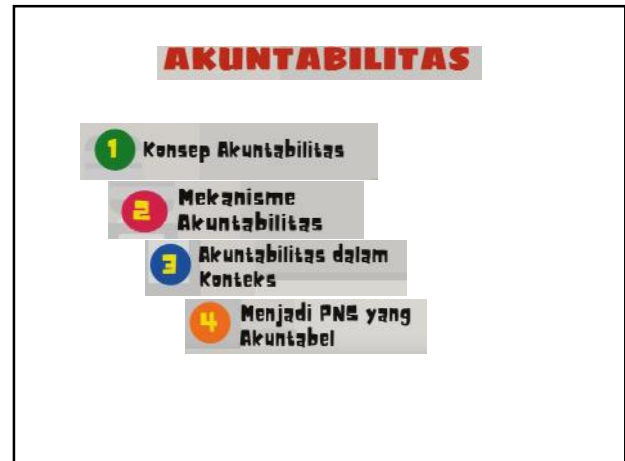 AKUNTABILITAS
1 Konsep Akuntabilitas
2 Mekanisme
Akuntabilitas
3 Akuntabilitas dalam
Konteks
4 Menjadi PNS yang
Akuntabel